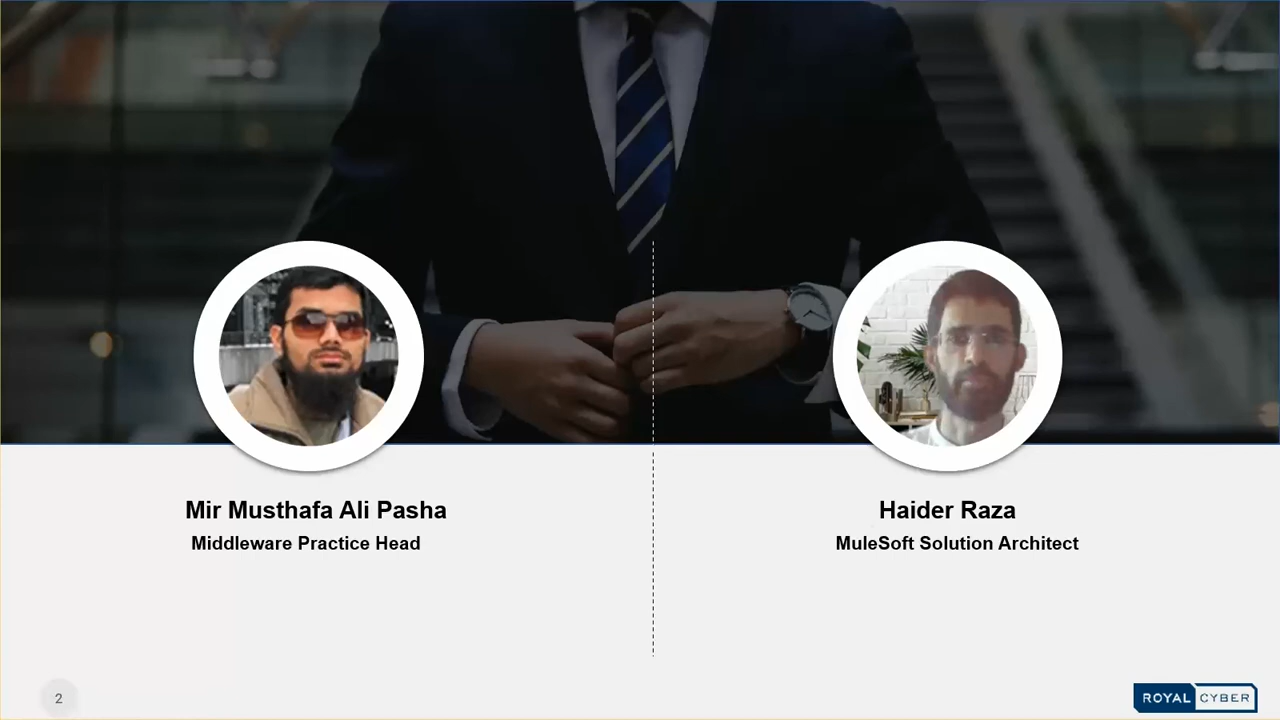 Mir Musthafa Ali Pasha
Middleware Practice Head
Haider Raza
MuleSoft Solution Architect
2
ROYAL CYBER